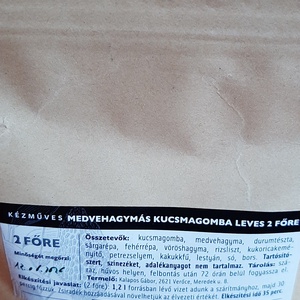 KÉZMŰVES MEDVEHAGYMÁS KUCSMAGOMBA LEVES 2 FŐRE
2 FŐRE
Minőségét megőrzi:
Elkészítési javaslat: (2 főre)
Összetevők: kucsmagomba, medvehagyma, durumtészta,
sárgarépa, fehérrépa, vöröshagyma, rizsliszt, kukoricakemé-
nyítő, petrezselyem, kakukkfű, lestyán, só, bors. Tartósító-
szert, színezéket, adalékanyagot nem tartalmaz. Tárolás: szá-
raz, hűvös helyen, felbontás után 72 órán belül fogyassza el.
Termelő: Kalapos Gábor, 2621 Verőce, Meredek u. 8.
1,2 l forrásban lévő vizet adunk a szárítmányhoz, majd 10
percig főzzük. Zsiradék hozzáadásával növelhetjük az élvezeti értékét. Elkészítési idő 35 perc.